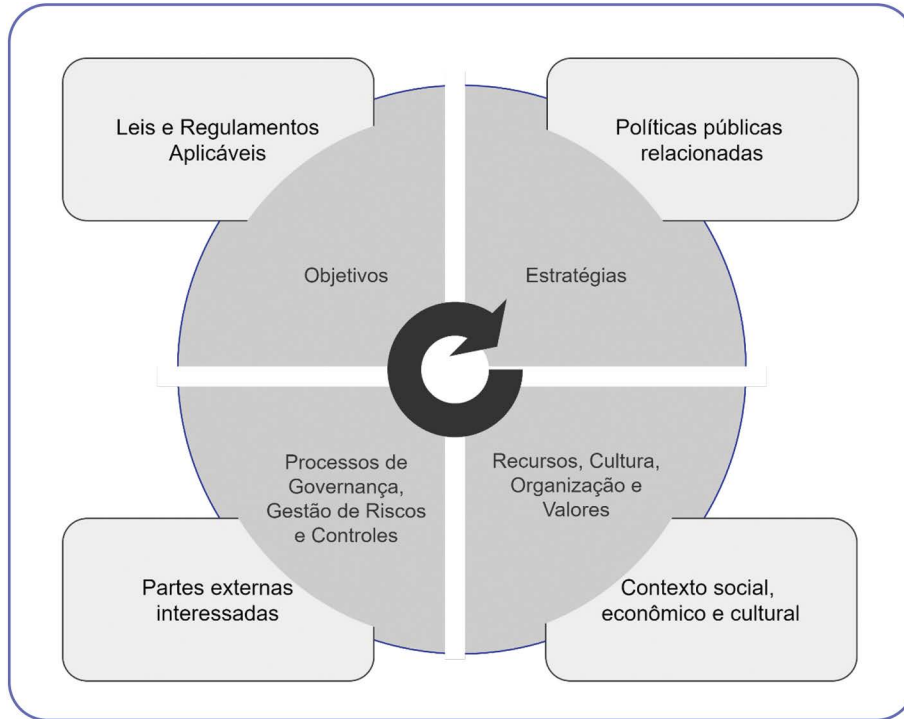 Leis e Regulamentos
Aplicáveis
Políticas públicas
relacionadas
Objetivos
Estratégias
Processos de
Governança,
Gestão de Riscos
e Controles
Recursos, Cultura,
Organização e
Valores
Partes externas
interessadas
Contexto social,
econômico e cultural